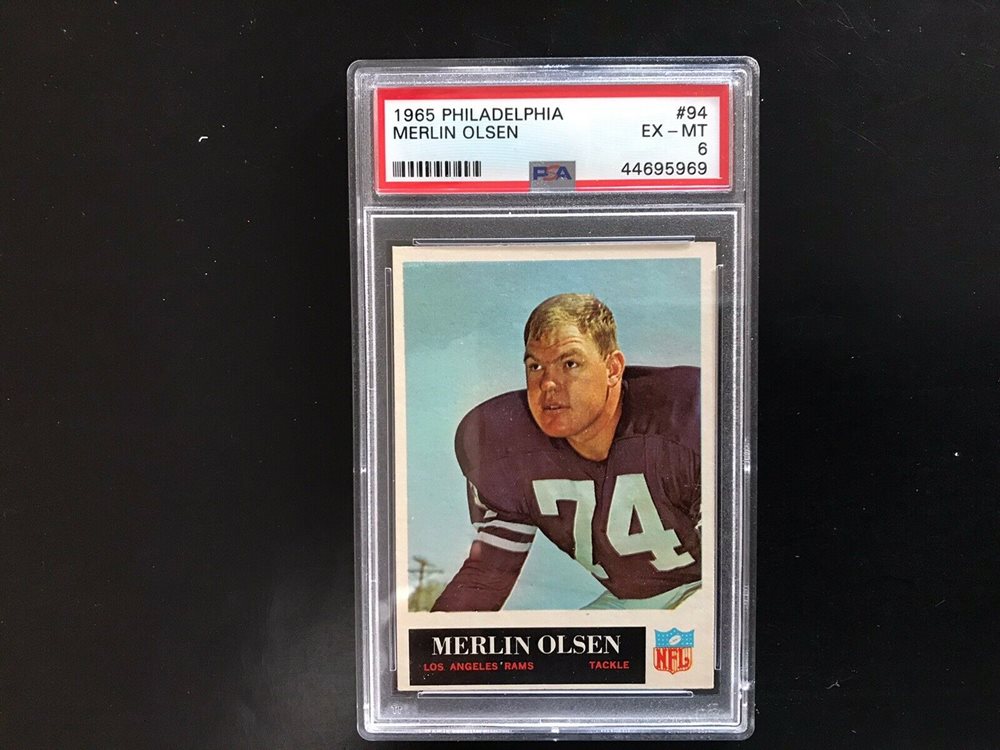 1965 PHILADELPHIA #94
MERLIN OLSEN EX - MT
6
PSA 44695969
74
MERLIN OLSEN
LOS ANGELES RAMS TACKLE
NFL